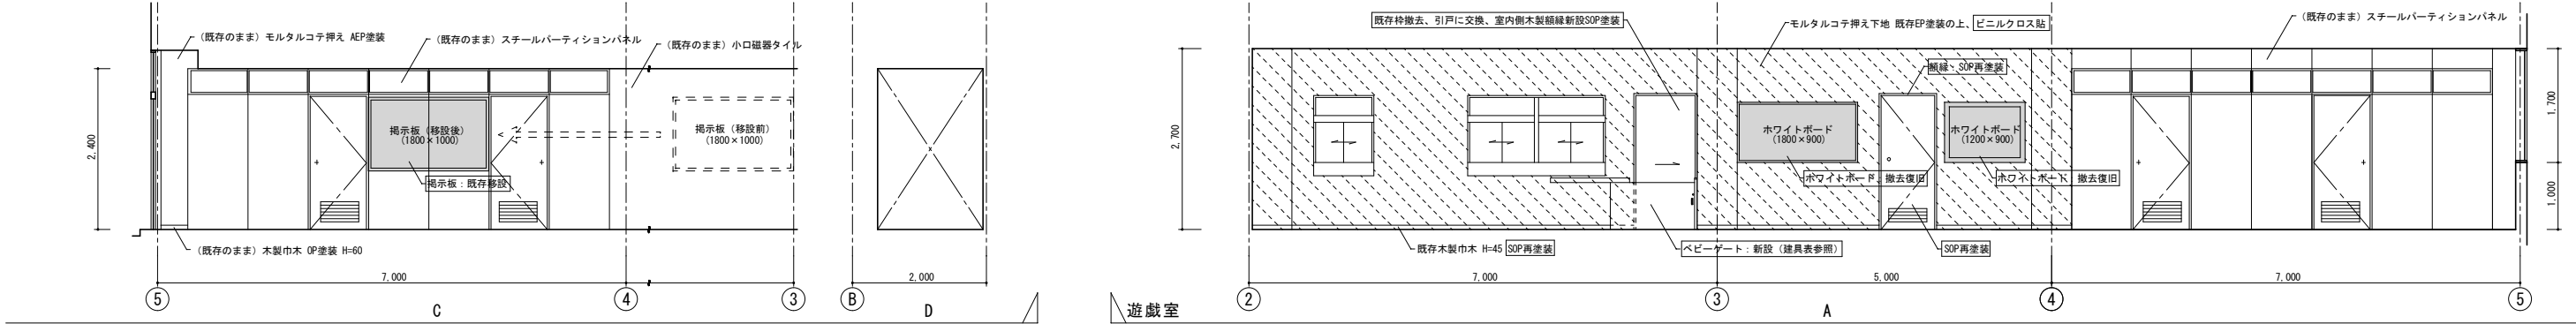 （既存のまま）モルタルコテ押え AEP塗装
（既存のまま）スチールパーティションパネル
（既存のまま）小口磁器タイル
2,400
掲示板（移設後）
(1800×1000)
掲示板（移設前）
(1800×1000)
掲示板：既存移設
（既存のまま）木製巾木 OP塗装 H=60
7,000
5
4
3
C
2,000
B
D
遊戯室
既存枠撤去、引戸に交換、室内側木製額縁新設SOP塗装
モルタルコテ押え下地 既存EP塗装の上、ビニルクロス貼
（既存のまま）スチールパーティションパネル
額縁：SOP再塗装
2,700
ホワイトボード
(1800×900)
ホワイトボード
(1200×900)
ホワイトボード：撤去復旧
ホワイトボード：撤去復旧
1,700
1,000
既存木製巾木 H=45 SOP再塗装
ベビーゲート：新設（建具表参照）
SOP再塗装
7,000
5,000
7,000
2
3
4
5
A